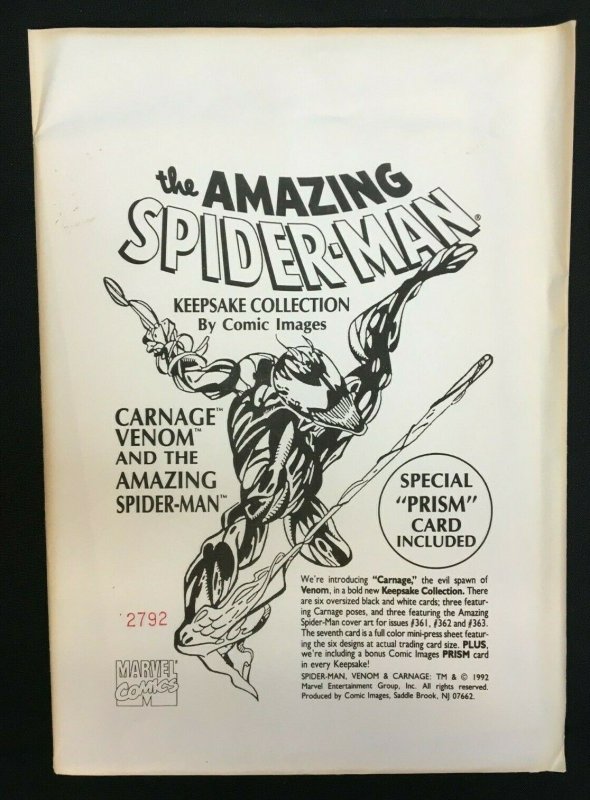 the AMAZING
SPIDER-MAN®
KEEPSAKE COLLECTION
By Comic Images
CARNAGE™
VENOM™
AND THE
AMAZING
SPIDER-MAN™
SPECIAL
"PRISM"
CARD
INCLUDED
We're introducing "Carnage," the evil spawn of
Venom, in a bold new Keepsake Collection. There
are six oversized black and white cards; three featur-
ing Carnage poses, and three featuring the Amazing
Spider-Man cover art for issues #361, #362 and #363.
The seventh card is a full color mini-press sheet featur-
ing the six designs at actual trading card size. PLUS,
we're including a bonus Comic Images PRISM card
in every Keepsake!
SPIDER-MAN, VENOM & CARNAGE: TM & © 1992
Marvel Entertainment Group, Inc. All rights reserved.
Produced by Comic Images, Saddle Brook, NJ 07662.
2792
MARVEL
COMICS
M